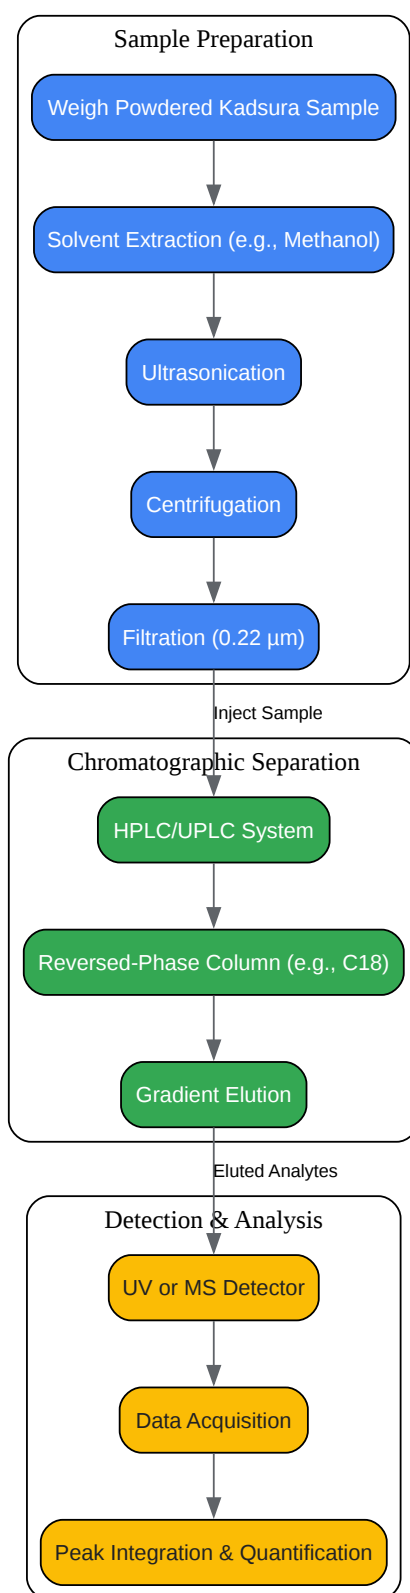 Sample Preparation
Weigh Powdered Kadsura Sample
Solvent Extraction (e.g., Methanol)
Ultrasonication
Centrifugation
Filtration (0.22 µm)
Inject Sample
Chromatographic Separation
HPLC/UPLC System
Reversed-Phase Column (e.g., C18)
Gradient Elution
Eluted Analytes
Detection & Analysis
UV or MS Detector
Data Acquisition
Peak Integration & Quantification